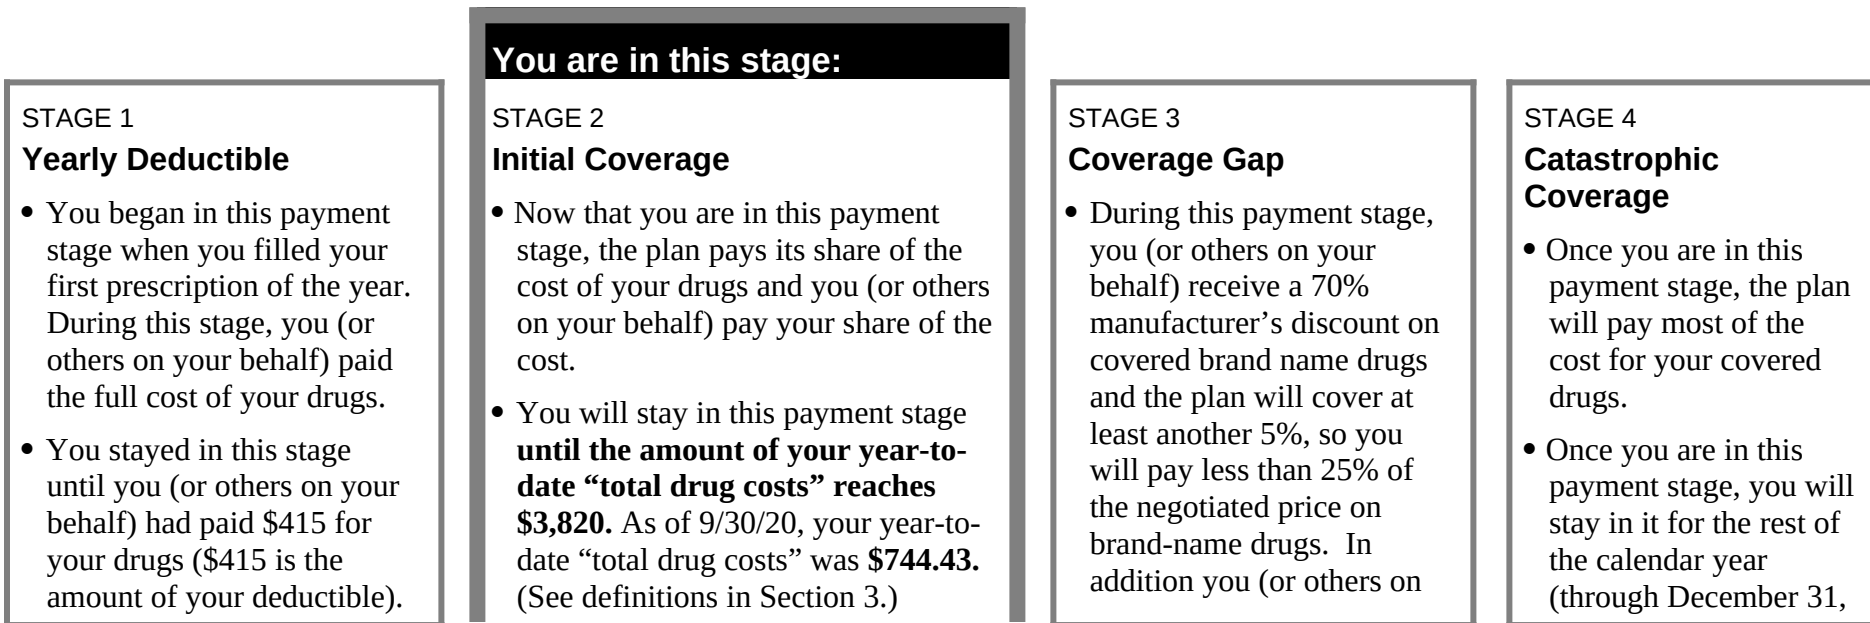 You are in this stage:
STAGE 1
Yearly Deductible
• You began in this payment
stage when you filled your
first prescription of the year.
During this stage, you (or
others on your behalf) paid
the full cost of your drugs.
• You stayed in this stage
until you (or others on your
behalf) had paid $415 for
your drugs ($415 is the
amount of your deductible).
STAGE 2
Initial Coverage
• Now that you are in this payment
stage, the plan pays its share of the
cost of your drugs and you (or others
on your behalf) pay your share of the
cost.
• You will stay in this payment stage
until the amount of your year-to-
date “total drug costs” reaches
$3,820. As of 9/30/20, your year-to-
date “total drug costs” was $744.43.
(See definitions in Section 3.)
STAGE 3
Coverage Gap
• During this payment stage,
you (or others on your
behalf) receive a 70%
manufacturer’s discount on
covered brand name drugs
and the plan will cover at
least another 5%, so you
will pay less than 25% of
the negotiated price on
brand-name drugs.  In
addition you (or others on
STAGE 4
Catastrophic
Coverage
• Once you are in this
payment stage, the plan
will pay most of the
cost for your covered
drugs.
• Once you are in this
payment stage, you will
stay in it for the rest of
the calendar year
(through December 31,